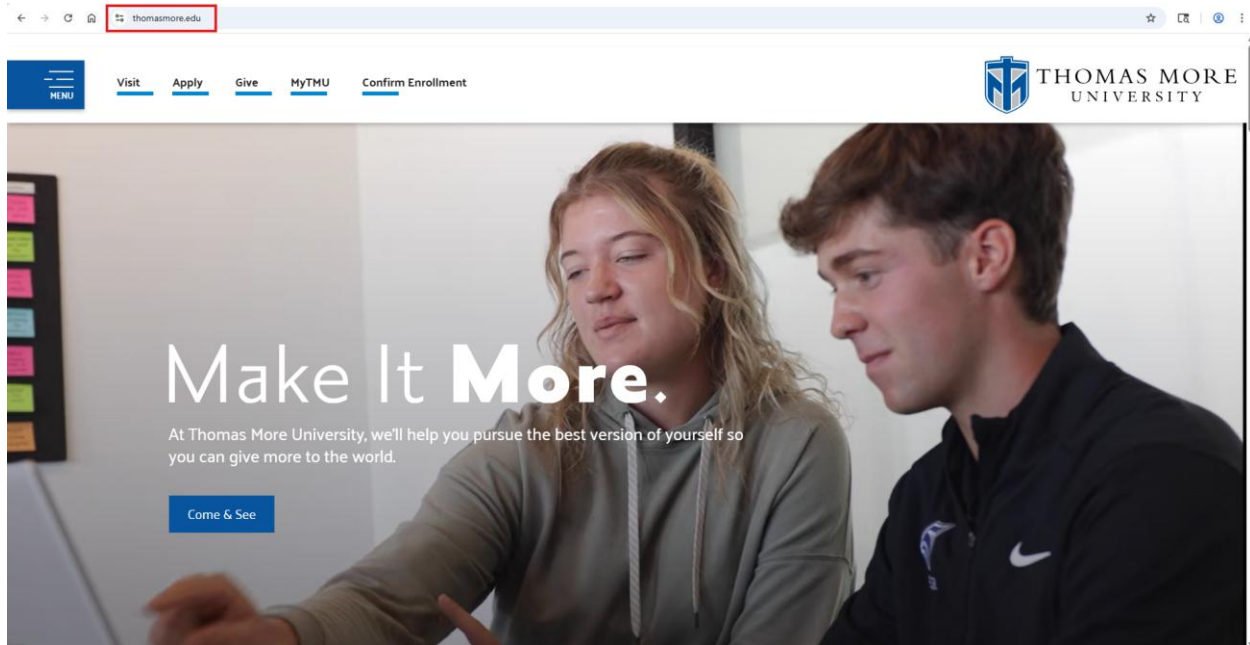 thomasmore.edu
MENU
Visit Apply Give MyTMU Confirm Enrollment
THOMAS MORE
UNIVERSITY
Make It More.
At Thomas More University, we'll help you pursue the best version of yourself so
you can give more to the world.
Come & See